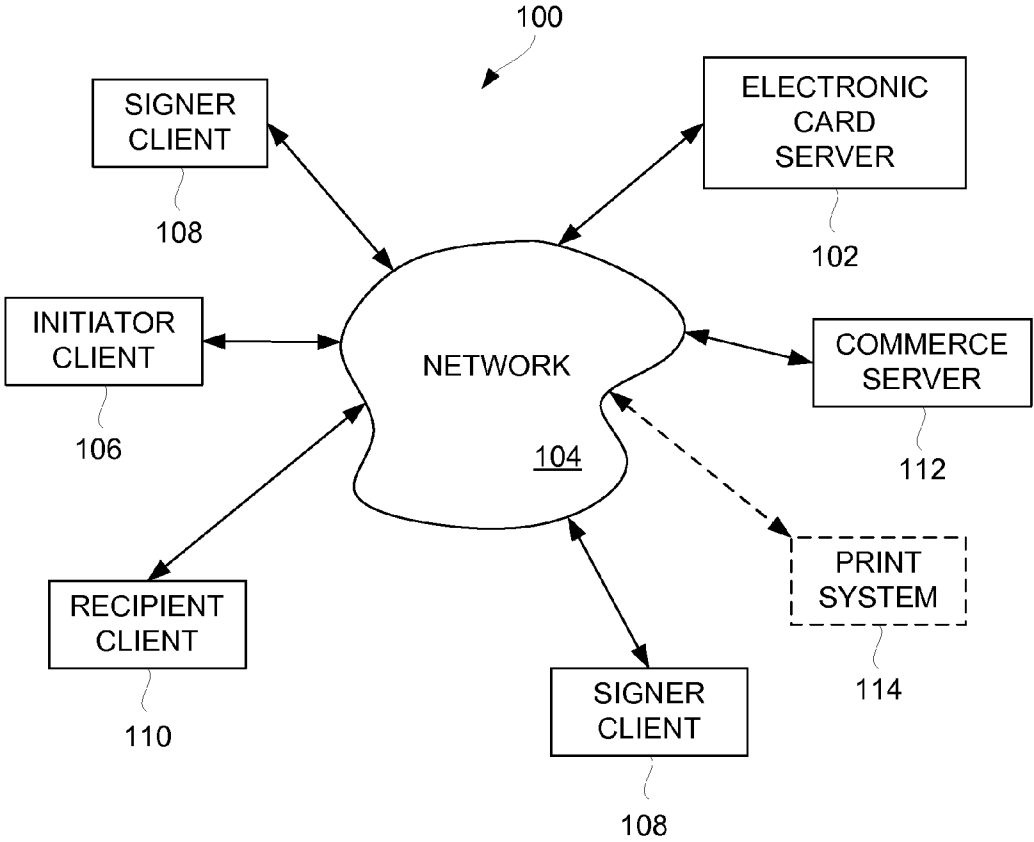 100
SIGNER
CLIENT
108
ELECTRONIC
CARD
SERVER
102
INITIATOR
CLIENT
106
NETWORK
104
COMMERCE
SERVER
112
RECIPIENT
CLIENT
110
PRINT
SYSTEM
114
SIGNER
CLIENT
108